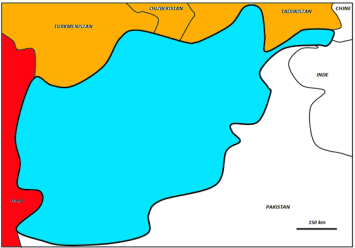 OUZBEKISTAN
TADJIKISTAN
CHINE
TURKMENISTAN
INDE
PAKISTAN
150 km